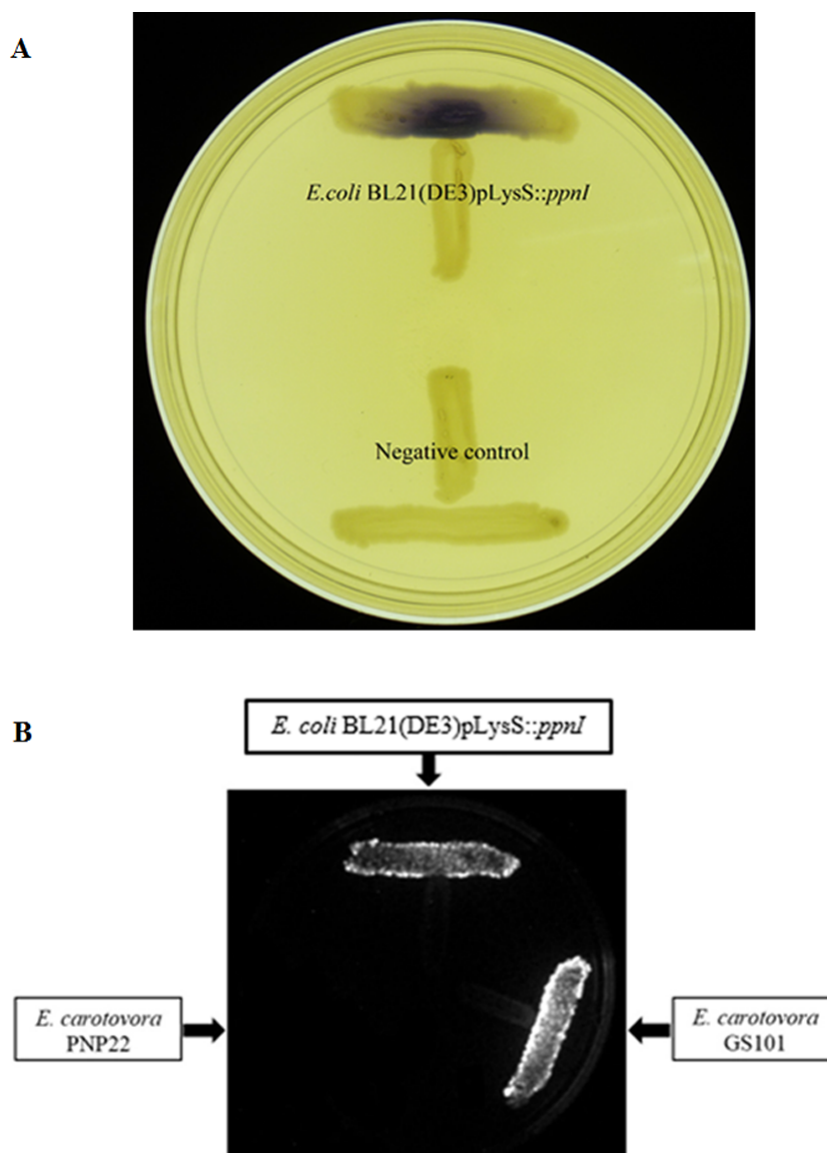 A
E.coli BL21(DE3)pLysS::ppnI
Negative control
B
E. coli BL21(DE3)pLysS::ppnI
E. carotovora
PNP22
E. carotovora
GS101